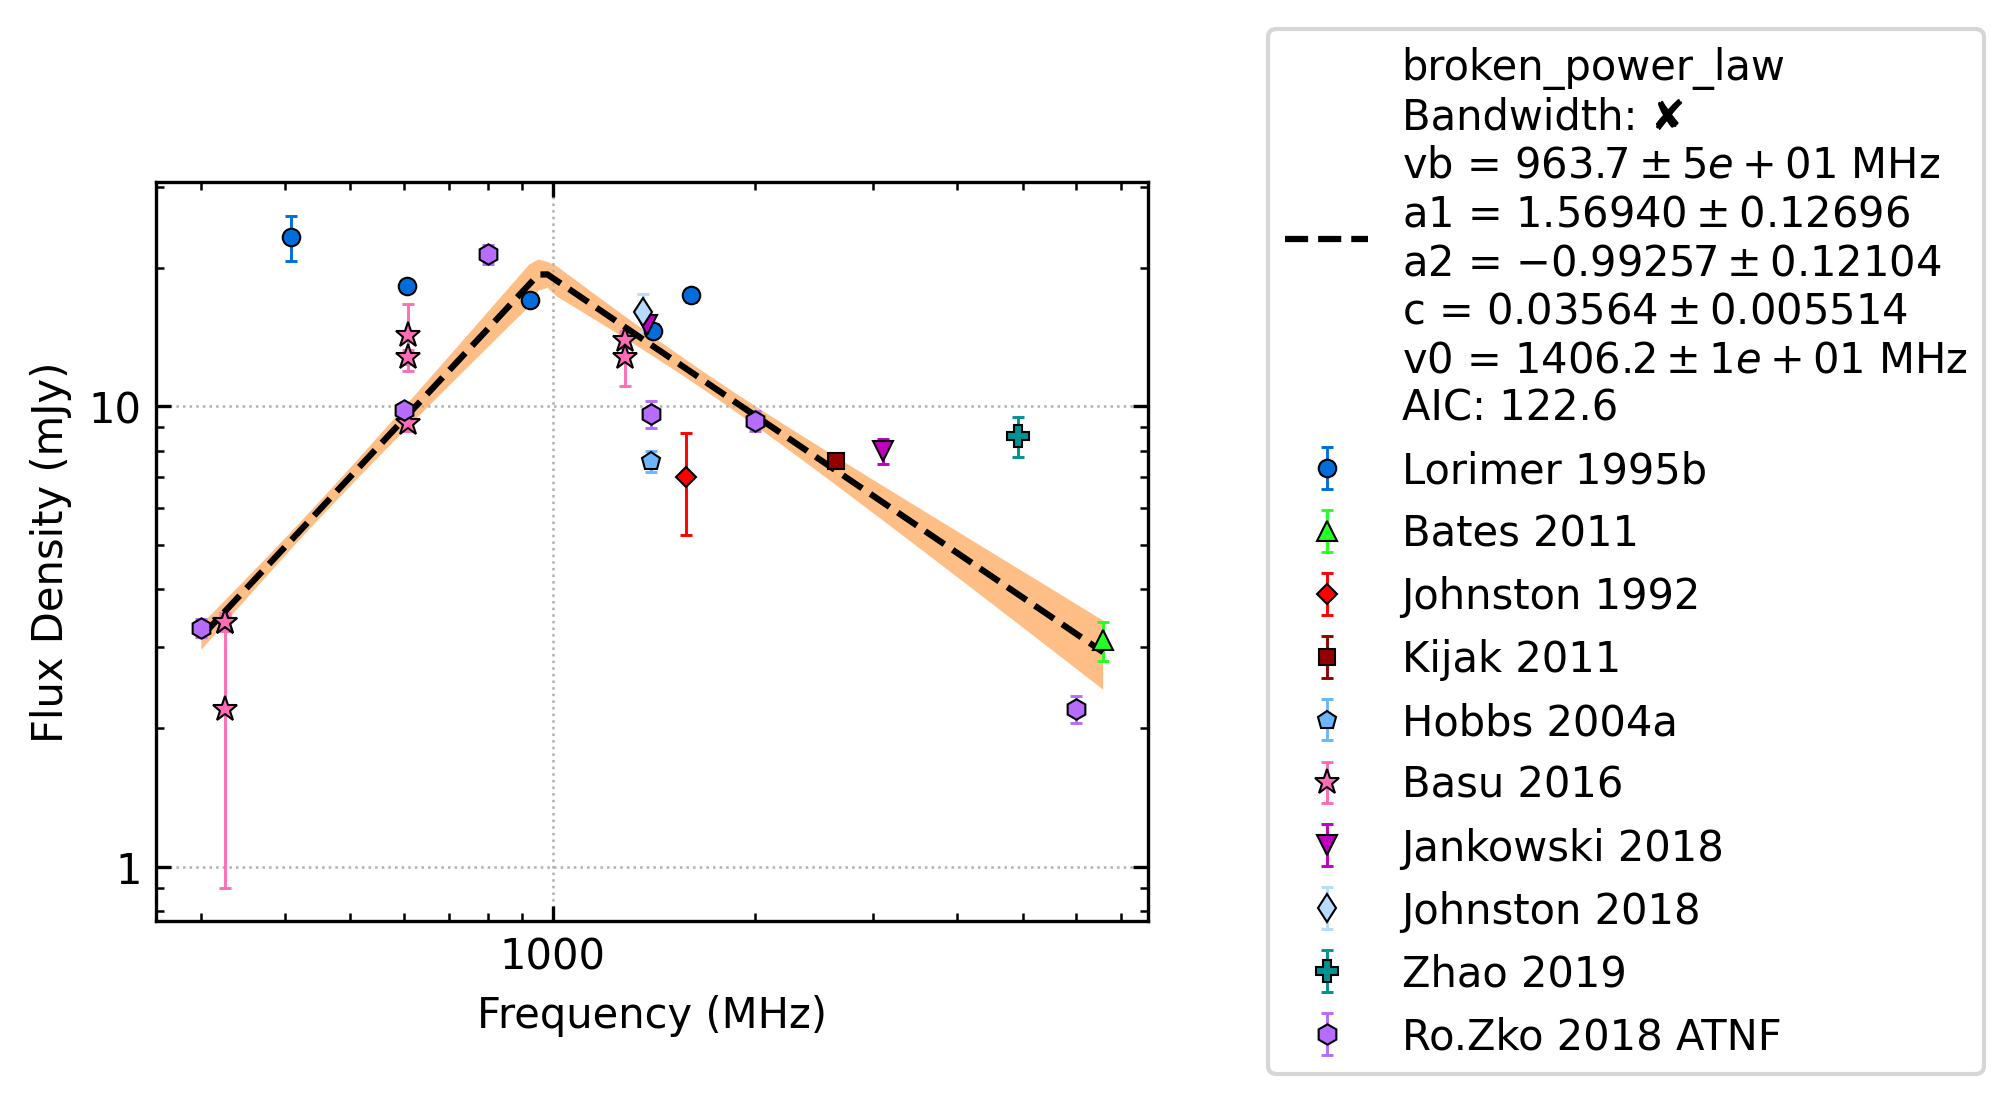 Flux Density (mJy)
10
1
1000
Frequency (MHz)
broken_power_law
Bandwidth: ✘
vb = 963.7 ± 5e + 01 MHz
a1 = 1.56940 ± 0.12696
a2 = −0.99257 ± 0.12104
c = 0.03564 ± 0.005514
v0 = 1406.2 ± 1e + 01 MHz
AIC: 122.6
Lorimer 1995b
Bates 2011
Johnston 1992
Kijak 2011
Hobbs 2004a
Basu 2016
Jankowski 2018
Johnston 2018
Zhao 2019
Ro.Zko 2018 ATNF